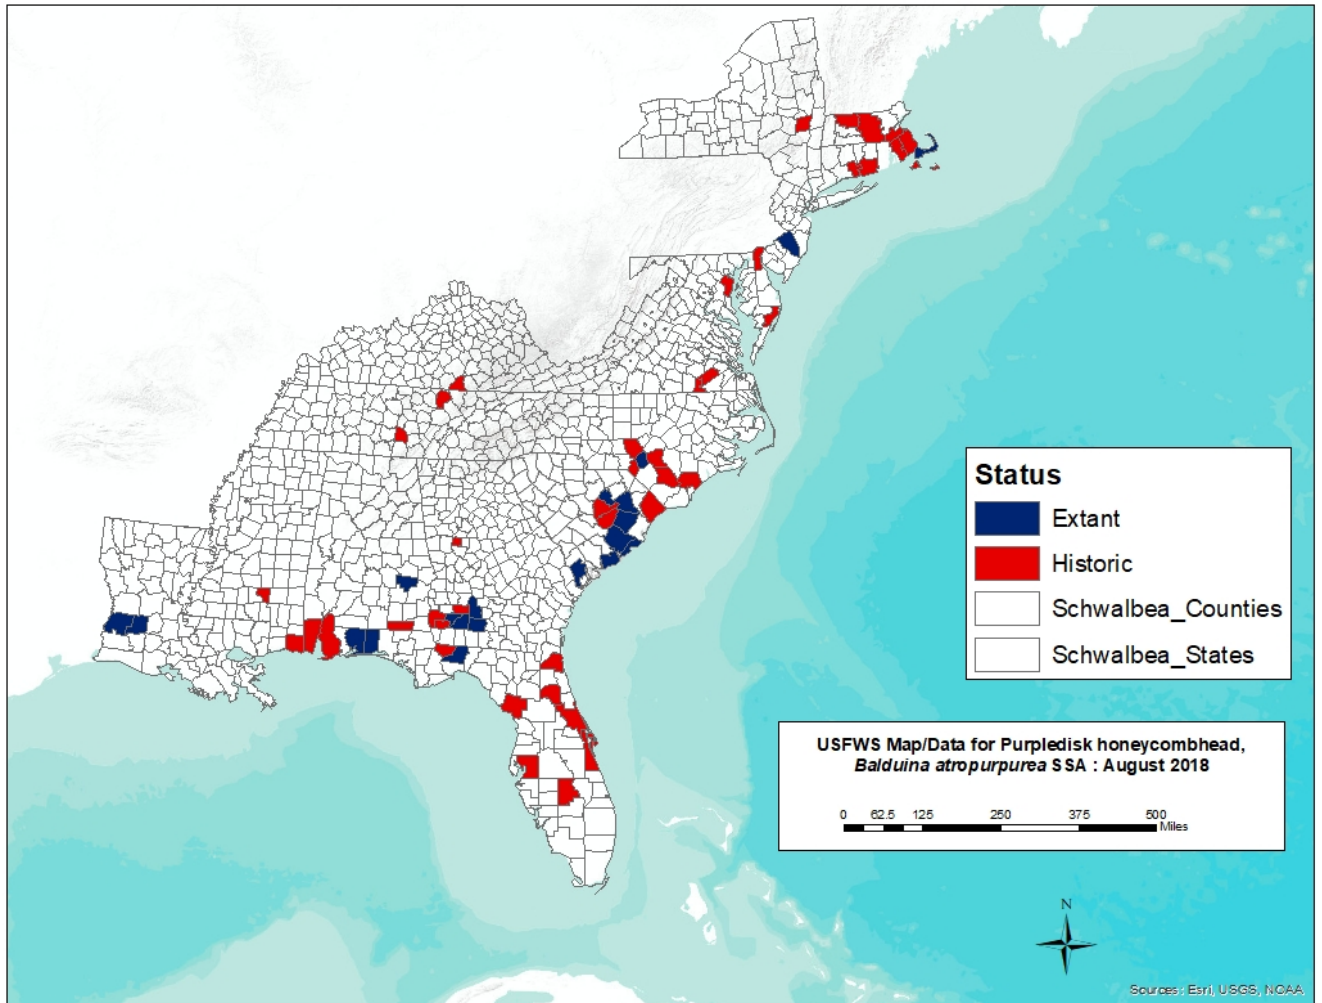 Status
Extant
Historic
Schwalbea_Counties
Schwalbea_States
USFWS Map/Data for Purpledisk honeycombhead,
Balduina atropurpurea SSA : August 2018
0 62.5 125 250 375 500
Miles
N
Sources: Esri, USGS, NOAA